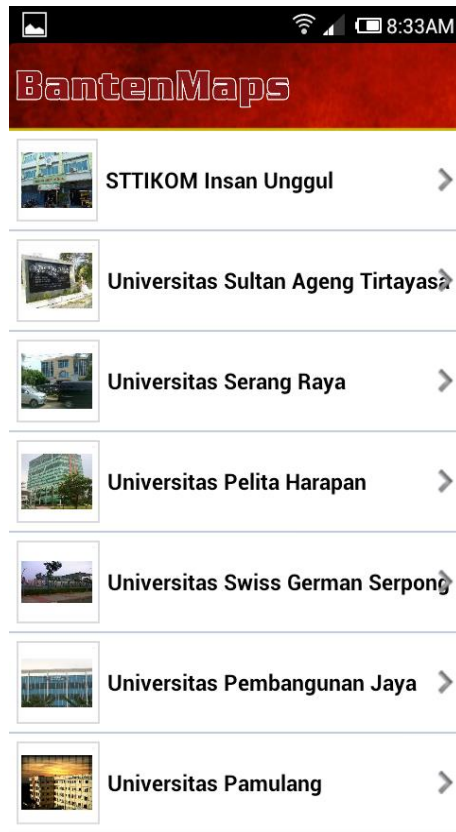 8:33AM
BantenMaps
STTIKOM Insan Unggul
Universitas Sultan Ageng Tirtayasa
Universitas Serang Raya
Universitas Pelita Harapan
Universitas Swiss German Serpong
Universitas Pembangunan Jaya
Universitas Pamulang